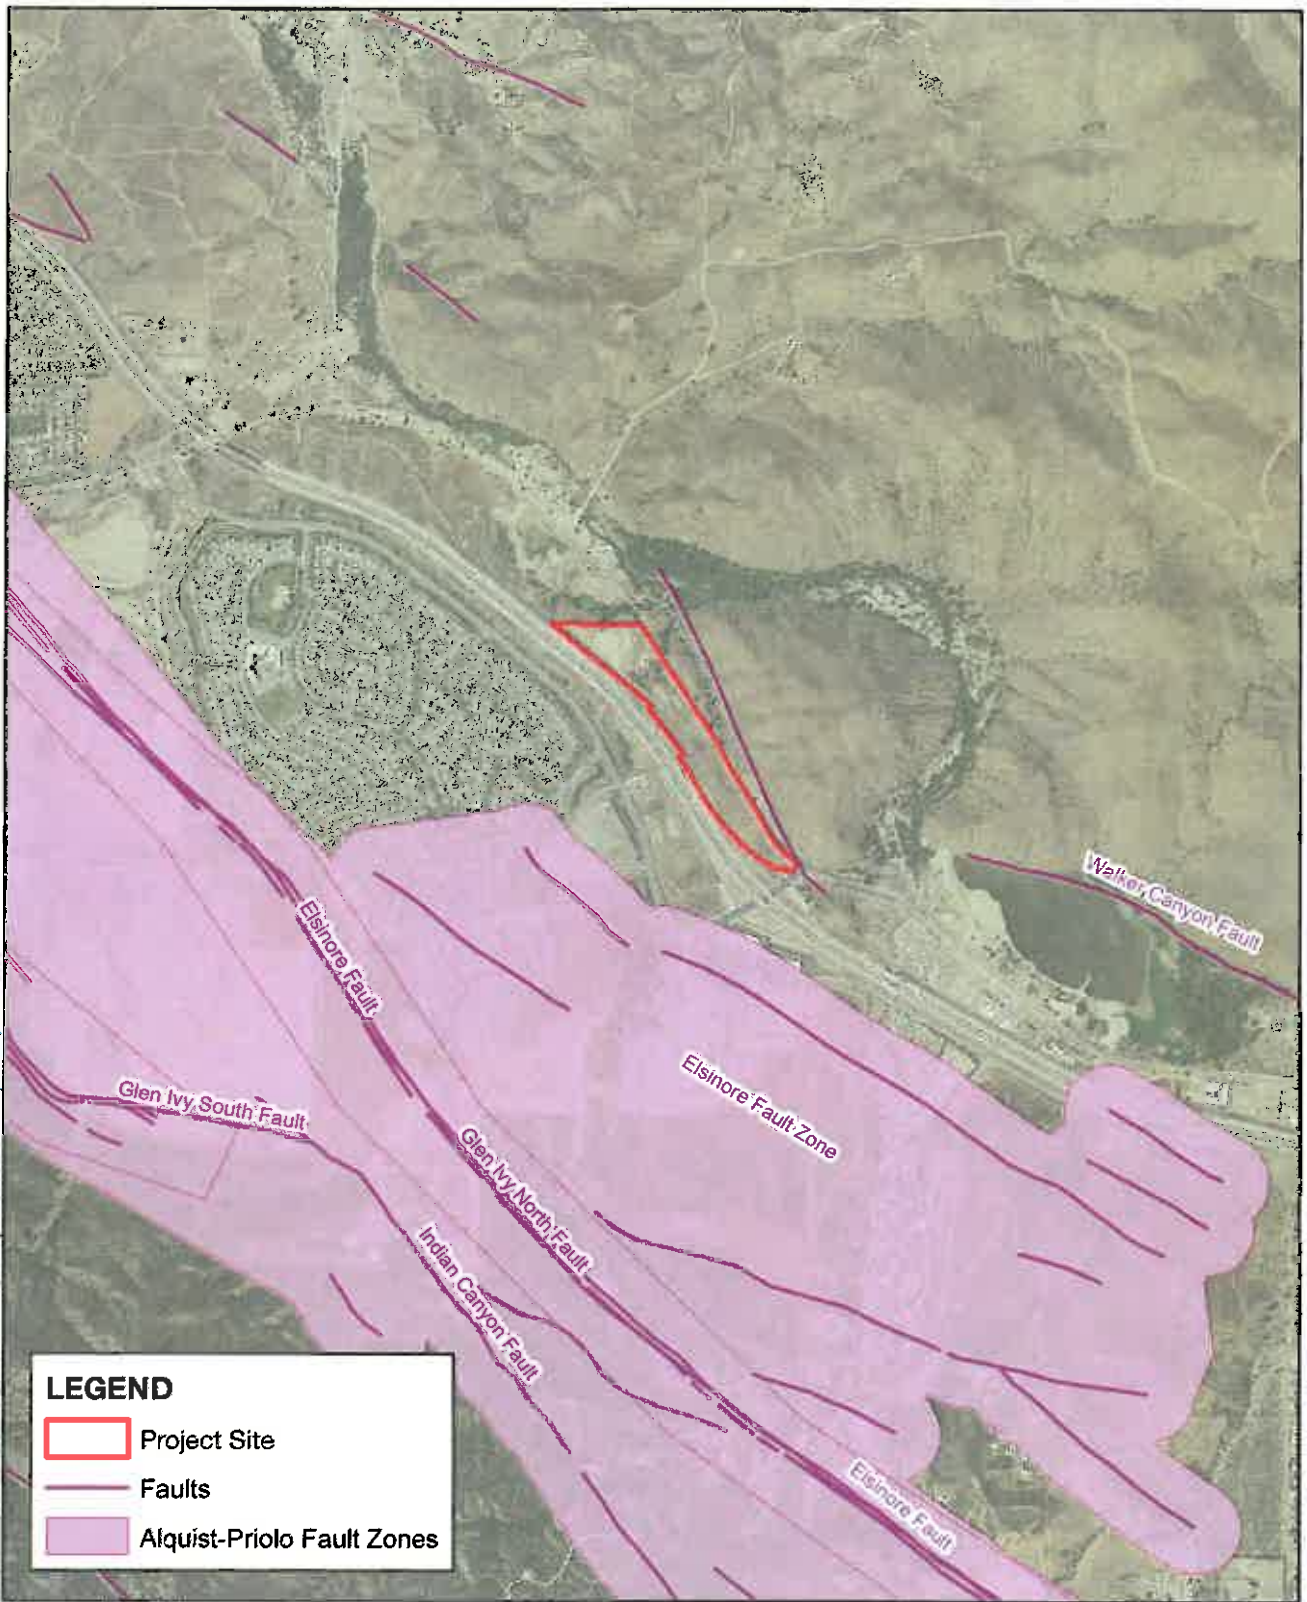 Walker Canyon Fault
Elsinore Fault
Elsinore Fault Zone
Glen Ivy South Fault
Glen Ivy North Fault
Indian Canyon Fault
Elsinore Fault
LEGEND
Project Site
Faults
Alquist-Priolo Fault Zones